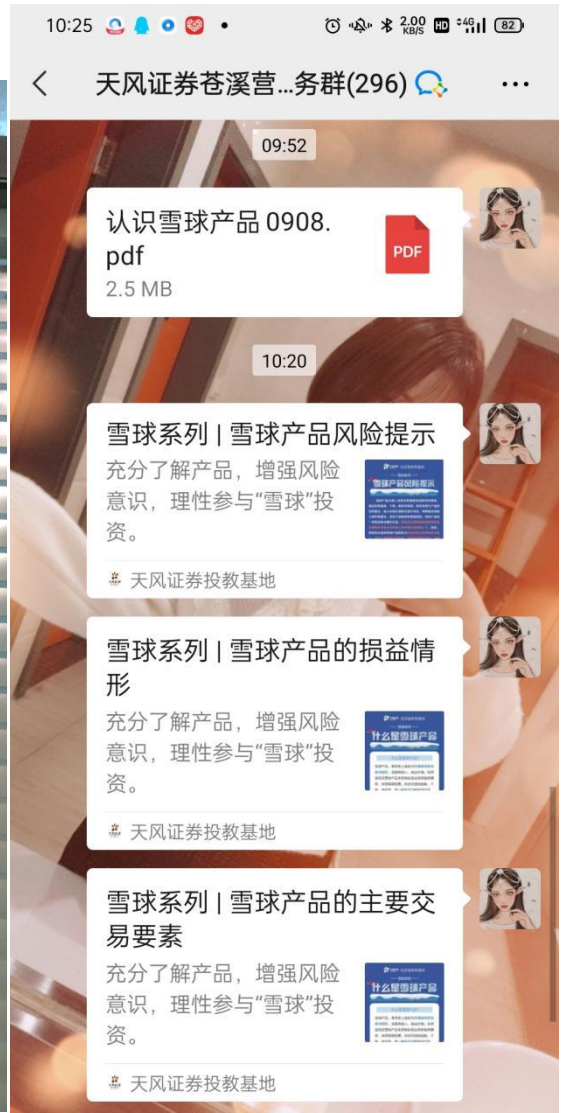 10:25
2.00
KB/S
HD
46
82
天风证券苍溪营...务群(296)
09:52
认识雪球产品 0908.
pdf
PDF
2.5 MB
10:20
雪球系列 | 雪球产品风险提示
充分了解产品，增强风险
意识，理性参与“雪球”投
资。
雪球产品风险提示
天风证券投教基地
雪球系列 | 雪球产品的损益情
形
充分了解产品，增强风险
意识，理性参与“雪球”投
资。
什么是雪球产品
天风证券投教基地
雪球系列 | 雪球产品的主要交
易要素
充分了解产品，增强风险
意识，理性参与“雪球”投
资。
什么是雪球产品
天风证券投教基地